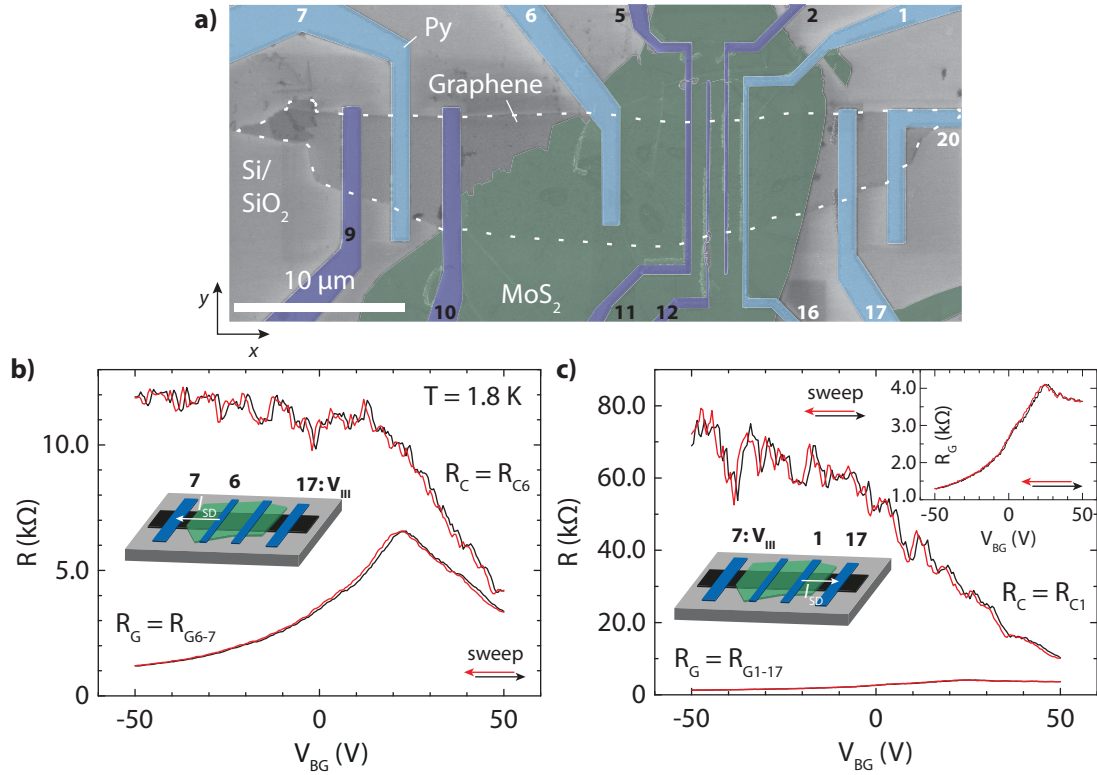 a)
7
6
5
2
1
Py
Graphene
20
Si/
SiO2
9
10 μm
MoS2
10
11
12
16
17
y
x
b)
R (kΩ)
10.0
5.0
0
T = 1.8 K
RC = RC6
7 6 17: VIII
ISD
RG = RG6-7
sweep
-50 0 50
VBG (V)
c)
R (kΩ)
80.0
60.0
40.0
20.0
0
sweep
RG (kΩ)
4.0
3.0
2.0
1.0
-50 0 50
VBG (V)
7: VIII 1 17
ISD
RC = RC1
RG = RG1-17
-50 0 50
VBG (V)